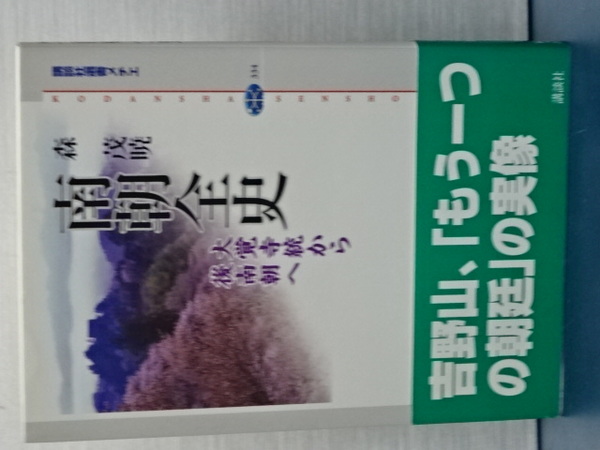 講談社選書メチエ
334
KODANSHA SENSHO
森 茂暁
南朝全史
大覚寺統から
後南朝へ
吉野山、「もう一つ
の朝廷」の実像
講談社